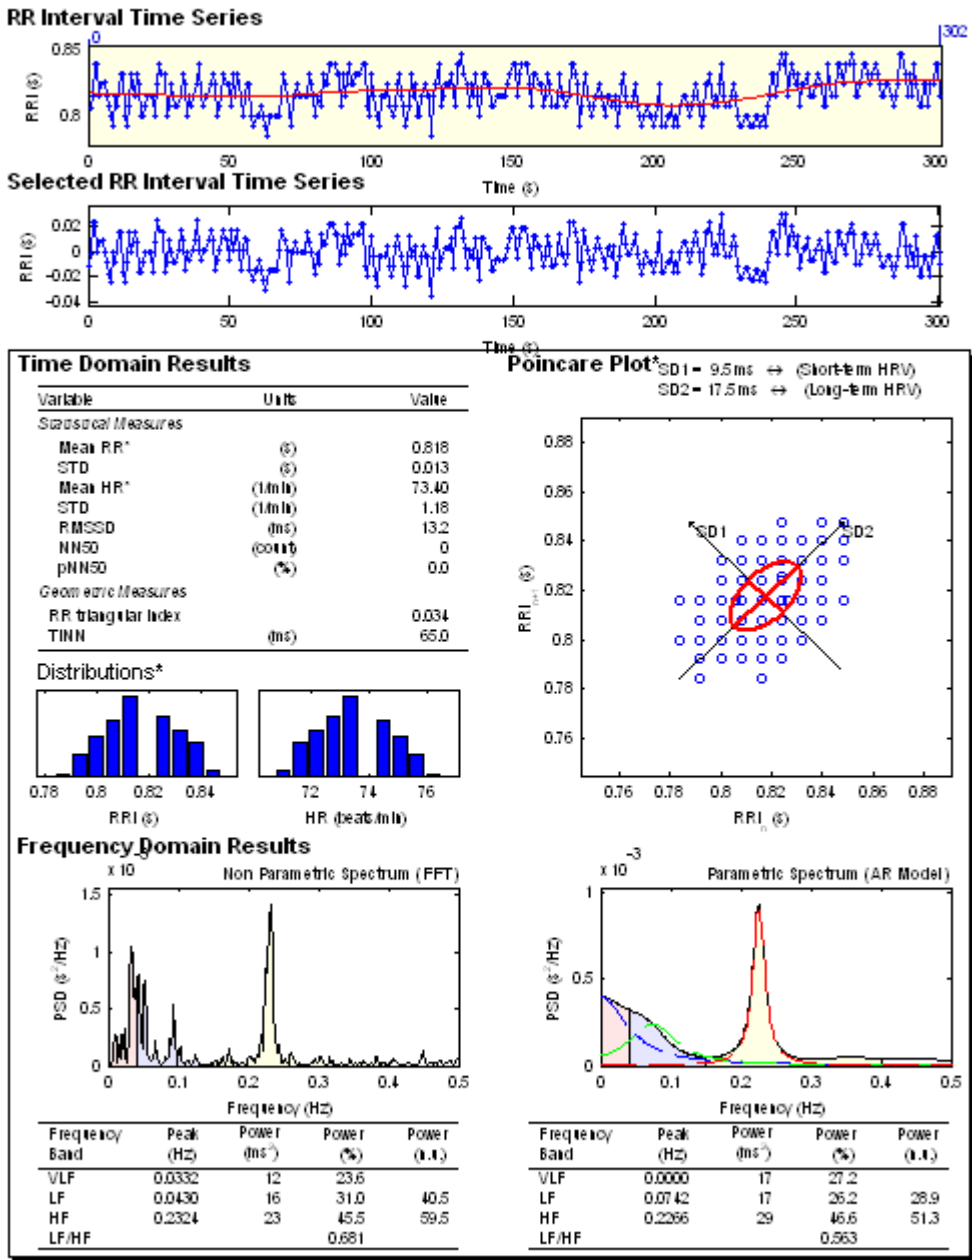 RR Interval Time Series
0 302
0.85
0.8
RRI (s)
0 50 100 150 200 250 300
Time (s)
Selected RR Interval Time Series
0.02
0
-0.02
-0.04
RRI (s)
0 50 100 150 200 250 300
Time (s)
Time Domain Results
Variable Units Value
Statistical Measures
Mean RR* (s) 0.818
STD (s) 0.013
Mean HR* (1/min) 73.40
STD (1/min) 1.18
RMSSD (ms) 13.2
NN50 (count) 0
pNN50 (%) 0.0
Geometric Measures
RR triangular index 0.034
TINN (ms) 65.0
Distributions*
0.78 0.8 0.82 0.84
RRI (s)
72 74 76
HR (beats/min)
Poincare Plot*
SD1 = 9.5 ms ↔ (Short-term HRV)
SD2 = 17.5 ms ↔ (Long-term HRV)
0.88
0.86
0.84
0.82
0.8
0.78
0.76
RRI n+1 (s)
SD1 SD2
0.76 0.78 0.8 0.82 0.84 0.86 0.88
RRI n (s)
Frequency Domain Results
x 10 -3
Non Parametric Spectrum (FFT)
1.5
1
0.5
0
PSD (s²/Hz)
0 0.1 0.2 0.3 0.4 0.5
Frequency (Hz)
Frequency Band Peak (Hz) Power (ms²) Power (%) Power (n.u.)
VLF 0.0332 12 23.6
LF 0.0430 16 31.0 40.5
HF 0.2324 23 45.5 59.5
LF/HF 0.681
x 10 -3
Parametric Spectrum (AR Model)
1
0.5
0
PSD (s²/Hz)
0 0.1 0.2 0.3 0.4 0.5
Frequency (Hz)
Frequency Band Peak (Hz) Power (ms²) Power (%) Power (n.u.)
VLF 0.0000 17 27.2
LF 0.0742 17 26.2 28.9
HF 0.2266 29 46.6 51.3
LF/HF 0.563